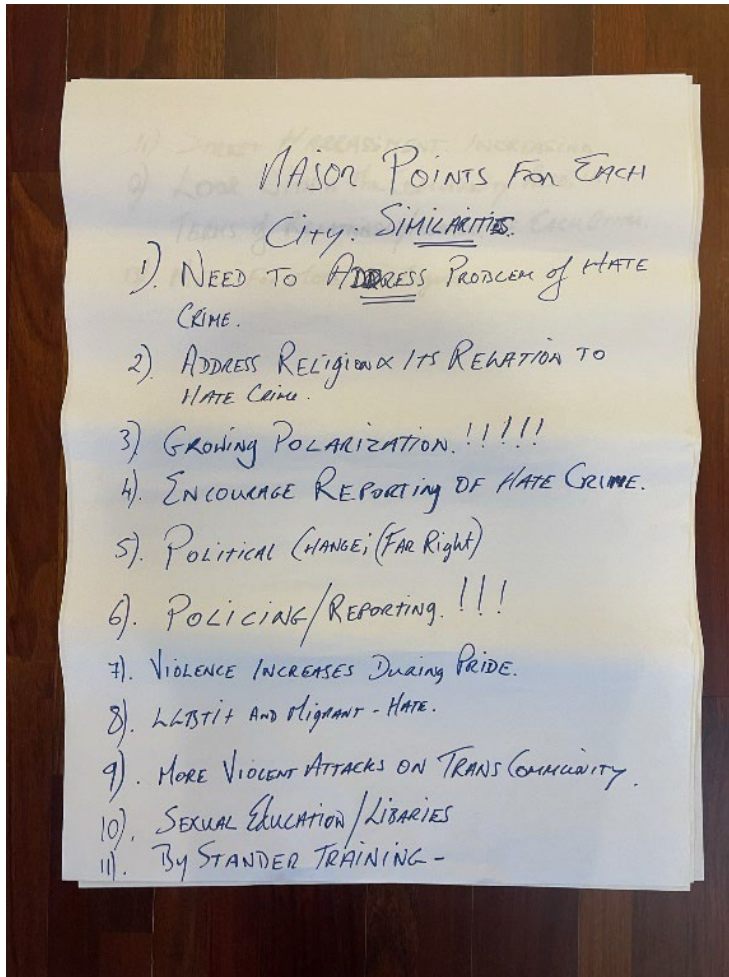 MAJOR POINTS FOR EACH
CITY: SIMILARITIES.
1). NEED TO ADDRESS PROBLEM of HATE
CRIME.
2). ADDRESS RELIGION & ITS RELATION TO
HATE CRIME.
3) GROWING POLARIZATION.!!!!!!
4). ENCOURAGE REPORTING OF HATE CRIME.
5). POLITICAL CHANGE; (FAR Right)
6). POLICING/REPORTING.!!!
7). VIOLENCE INCREASES DURING PRIDE.
8). LLBTI+ AND MIGRANT - HATE.
9). MORE VIOLENT ATTACKS ON TRANS COMMUNITY.
10). SEXUAL EDUCATION/LIBARIES
11). BY STANDER TRAINING -